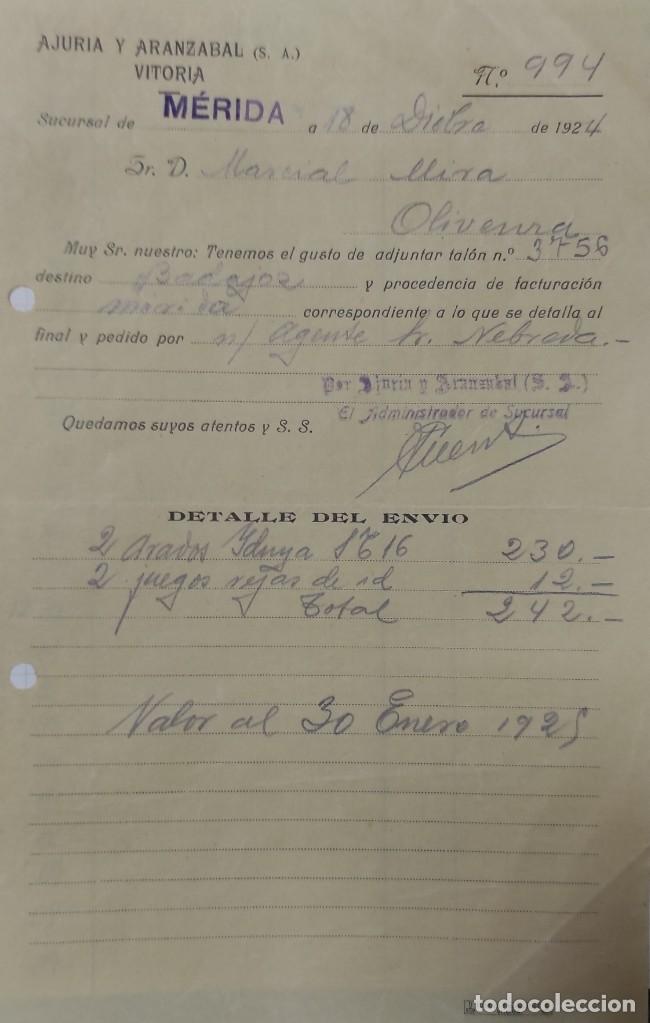 AJURIA Y ARANZABAL (S. A.)
VITORIA
N.º 994
Sucursal de MÉRIDA a 18 de Dicbre de 1924
Sr. D. Marcial Mira
Olivenza
Muy Sr. nuestro: Tenemos el gusto de adjuntar talón n.º 3756
destino Badajoz y procedencia de facturación
mérida correspondiente a lo que se detalla al
final y pedido por n/ Agente Sr. Nebreda.-
Por Ajuria y Aranzabal (S. A.)
El Administrador de Sucursal
Quedamos suyos atentos y S. S.
DETALLE DEL ENVIO
2 Arados 16 230.-
2 juegos rejas de id 12.-
Total 242.-
Valor al 30 Enero 1925
todocoleccion